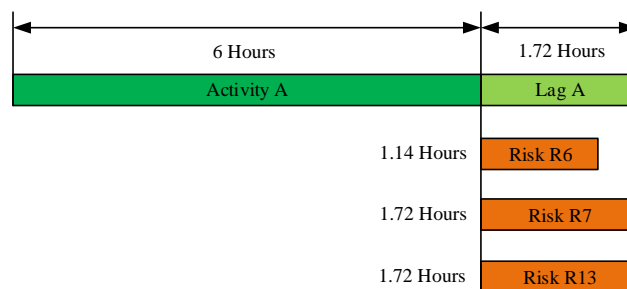 6 Hours
1.72 Hours
Activity A
Lag A
1.14 Hours
Risk R6
1.72 Hours
Risk R7
1.72 Hours
Risk R13